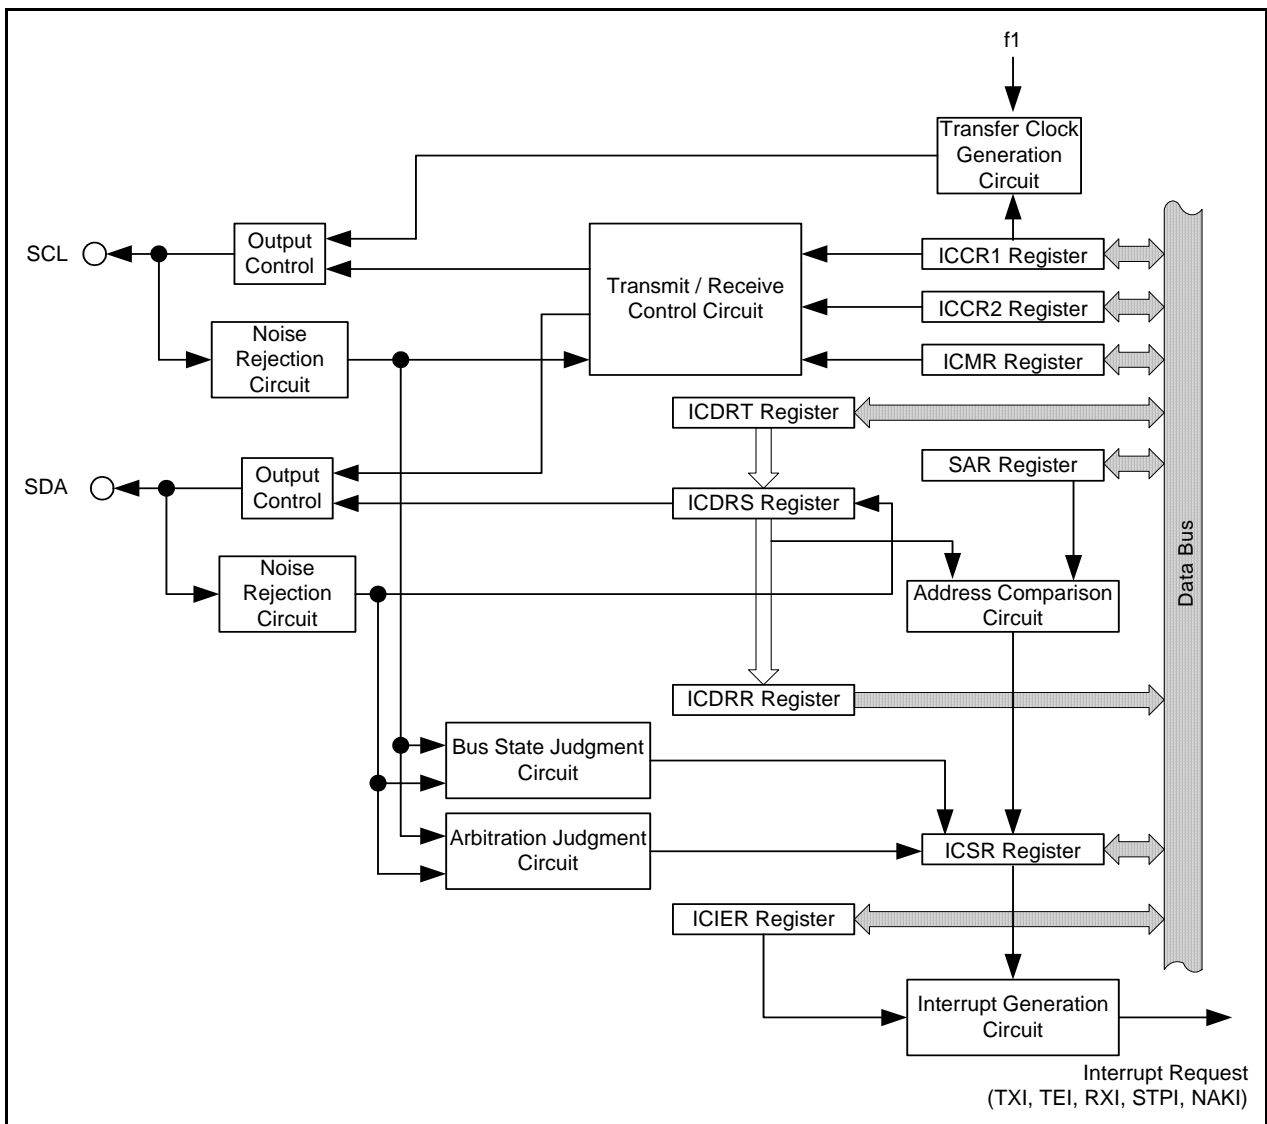 f1
Transfer Clock
Generation
Circuit
SCL
Output
Control
Transmit / Receive
Control Circuit
ICCR1 Register
ICCR2 Register
Noise
Rejection
Circuit
ICMR Register
ICDRT Register
SAR Register
SDA
Output
Control
ICDRS Register
Data Bus
Noise
Rejection
Circuit
Address Comparison
Circuit
ICDRR Register
Bus State Judgment
Circuit
Arbitration Judgment
Circuit
ICSR Register
ICIER Register
Interrupt Generation
Circuit
Interrupt Request
(TXI, TEI, RXI, STPI, NAKI)